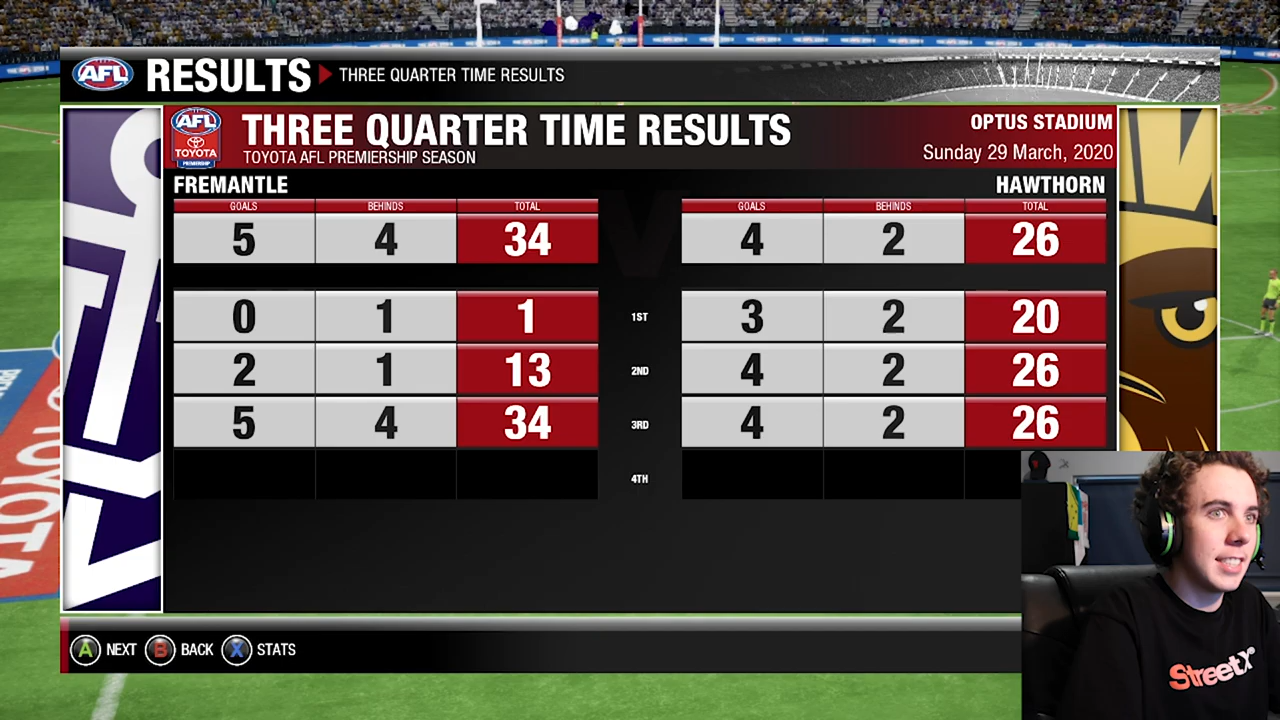 AFL RESULTS THREE QUARTER TIME RESULTS
AFL TOYOTA PREMIERSHIP
THREE QUARTER TIME RESULTS
OPTUS STADIUM
TOYOTA AFL PREMIERSHIP SEASON
Sunday 29 March, 2020
FREMANTLE HAWTHORN
GOALS BEHINDS TOTAL GOALS BEHINDS TOTAL
5 4 34 4 2 26
0 1 1 1ST 3 2 20
2 1 13 2ND 4 2 26
5 4 34 3RD 4 2 26
4TH
TOYOTA
A NEXT B BACK X STATS
StreetX